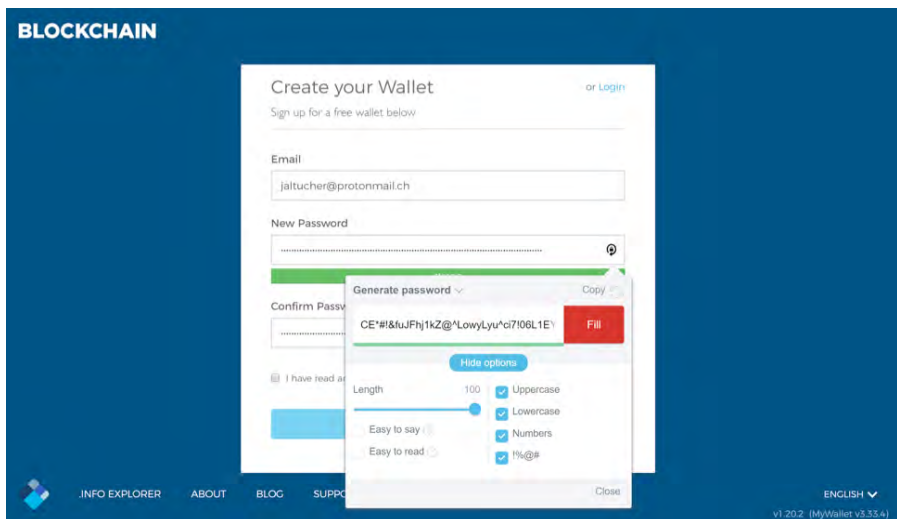 BLOCKCHAIN
Create your Wallet
or Login
Sign up for a free wallet below
Email
jaltucher@protonmail.ch
New Password
Generate password
Copy
Confirm Passw
CE*#!&fuJFhj1kZ@^LowyLyu^ci7!06L1E
Fill
Hide options
I have read
Length
100
Uppercase
Lowercase
Easy to say
Numbers
Easy to read
!%@#
Close
.INFO EXPLORER
ABOUT
BLOG
SUPPO
ENGLISH
v1.20.2 (MyWallet v3.33.4)